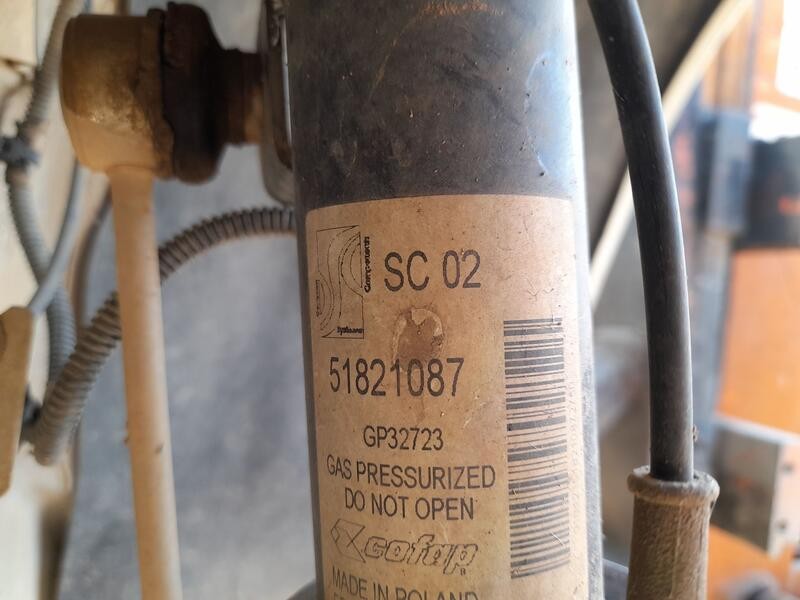 SC 02
51821087
GP32723
GAS PRESSURIZED
DO NOT OPEN
cofap
MADE IN POLAND